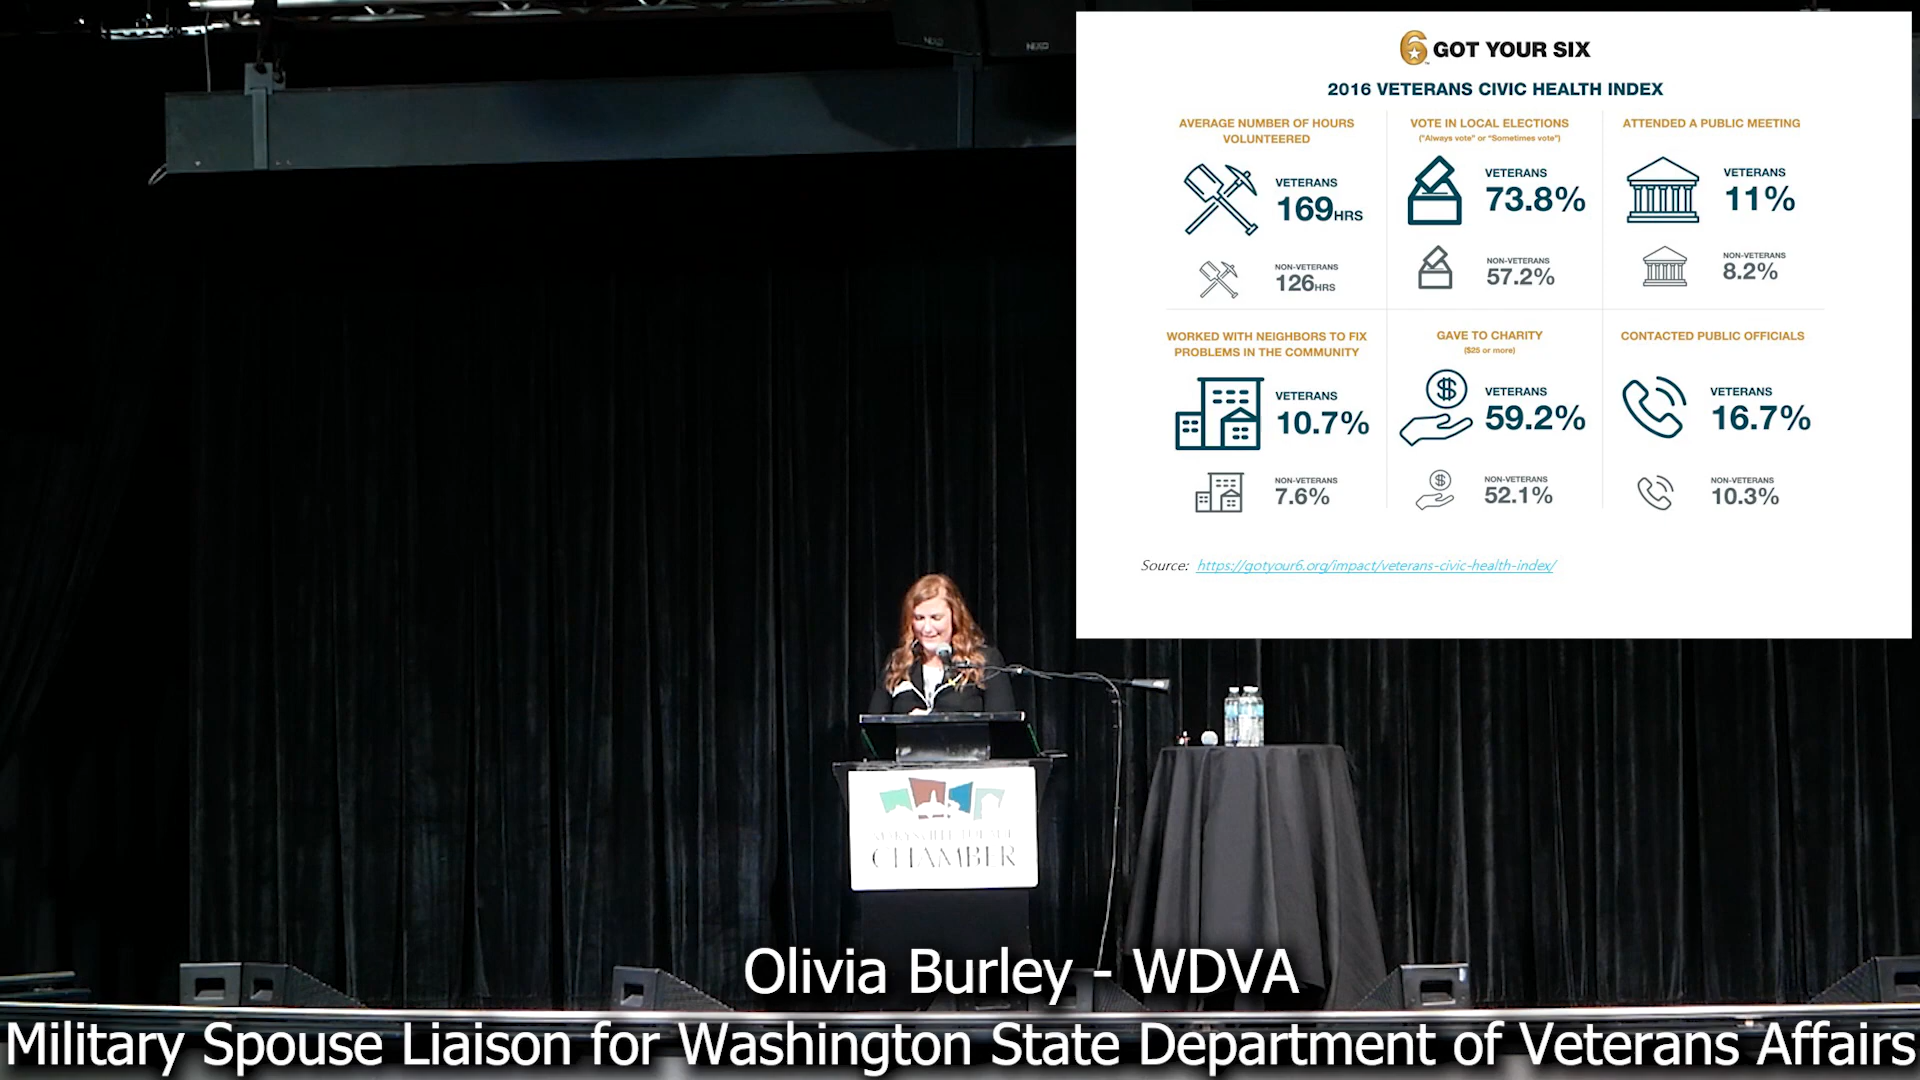 NEXO
NEXO
6 GOT YOUR SIX
2016 VETERANS CIVIC HEALTH INDEX
AVERAGE NUMBER OF HOURS
VOLUNTEERED
VETERANS
169HRS
NON-VETERANS
126HRS
VOTE IN LOCAL ELECTIONS
("Always vote" or "Sometimes vote")
VETERANS
73.8%
NON-VETERANS
57.2%
ATTENDED A PUBLIC MEETING
VETERANS
11%
NON-VETERANS
8.2%
WORKED WITH NEIGHBORS TO FIX
PROBLEMS IN THE COMMUNITY
VETERANS
10.7%
NON-VETERANS
7.6%
GAVE TO CHARITY
($25 or more)
VETERANS
59.2%
NON-VETERANS
52.1%
CONTACTED PUBLIC OFFICIALS
VETERANS
16.7%
NON-VETERANS
10.3%
Source: https://gotyour6.org/impact/veterans-civic-health-index/
CHAMBER
Olivia Burley - WDVA
Military Spouse Liaison for Washington State Department of Veterans Affairs